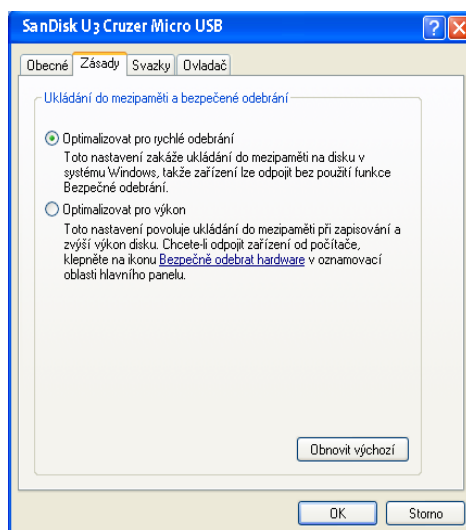 SanDisk U3 Cruzer Micro USB
Obecné Zásady Svazky Ovladač
Ukládání do mezipaměti a bezpečené odebrání
Optimalizovat pro rychlé odebrání
Toto nastavení zakáže ukládání do mezipaměti na disku v
systému Windows, takže zařízení lze odpojit bez použití funkce
Bezpečné odebrání.
Optimalizovat pro výkon
Toto nastavení povoluje ukládání do mezipaměti při zapisování a
zvýší výkon disku. Chcete-li odpojit zařízení od počítače,
klepněte na ikonu Bezpečně odebrat hardware v oznamovací
oblasti hlavního panelu.
Obnovit výchozí
OK Storno